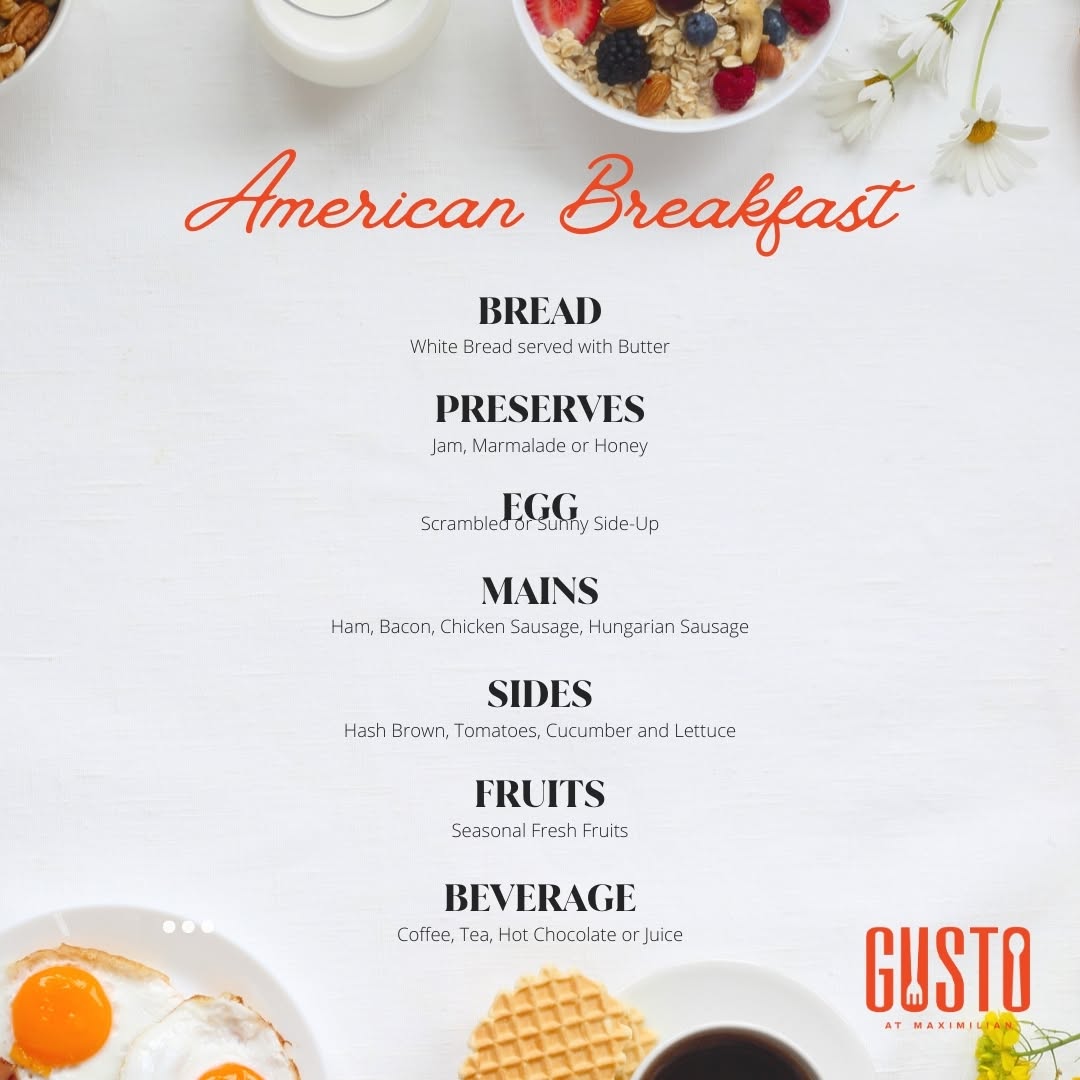 American Breakfast
BREAD
White Bread served with Butter
PRESERVES
Jam, Marmalade or Honey
EGG
Scrambled or Sunny Side-Up
MAINS
Ham, Bacon, Chicken Sausage, Hungarian Sausage
SIDES
Hash Brown, Tomatoes, Cucumber and Lettuce
FRUITS
Seasonal Fresh Fruits
BEVERAGE
Coffee, Tea, Hot Chocolate or Juice
GUSTO
AT MAXIMILIAN